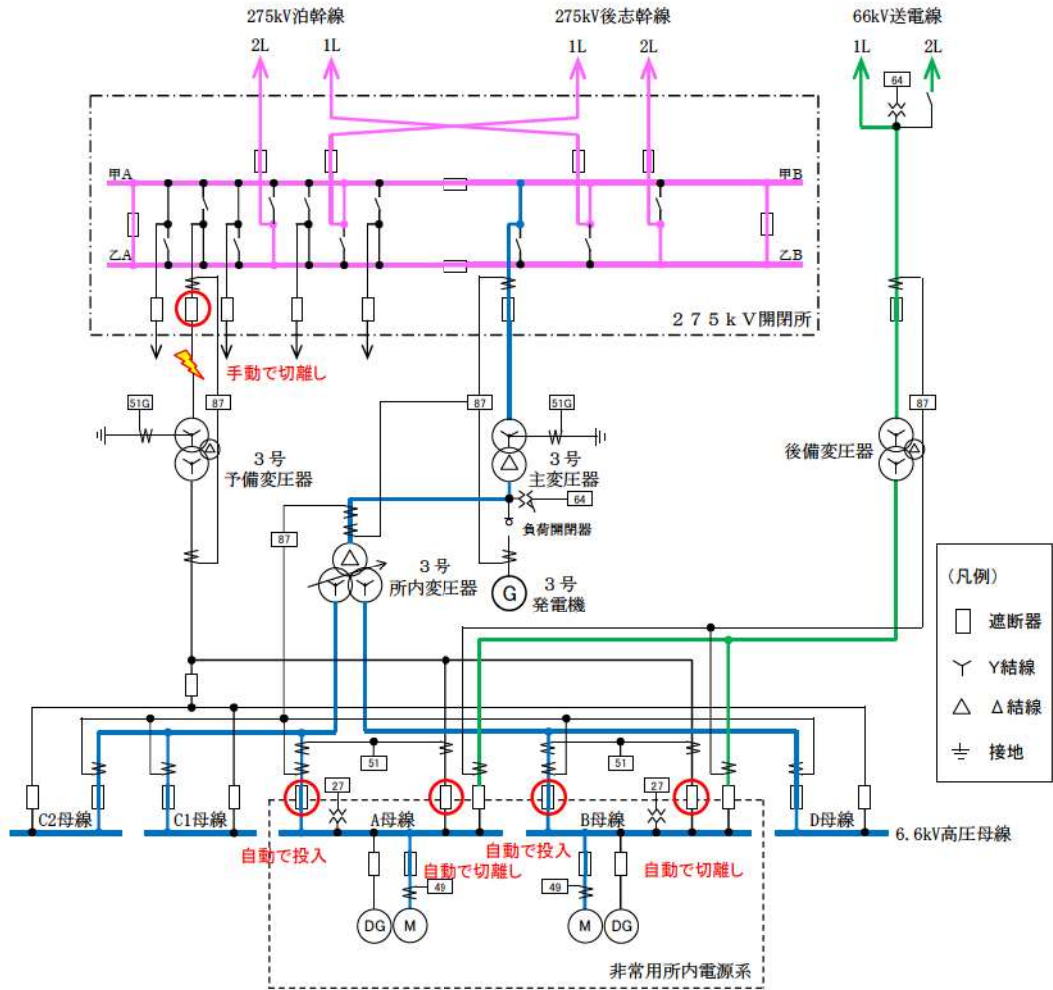 275kV泊幹線
275kV後志幹線
66kV送電線
2L
1L
1L
2L
1L
2L
64
甲A
甲B
乙A
乙B
275kV開閉所
手動で切離し
51G
87
87
51G
87
3号
予備変圧器
3号
主変圧器
後備変圧器
64
負荷開閉器
87
3号
所内変圧器
G
3号
発電機
(凡例)
遮断器
Y結線
Δ結線
接地
51
51
27
27
C2母線
C1母線
A母線
B母線
D母線
6.6kV高圧母線
自動で投入
自動で切離し
自動で投入
自動で切離し
49
49
DG
M
M
DG
非常用所内電源系